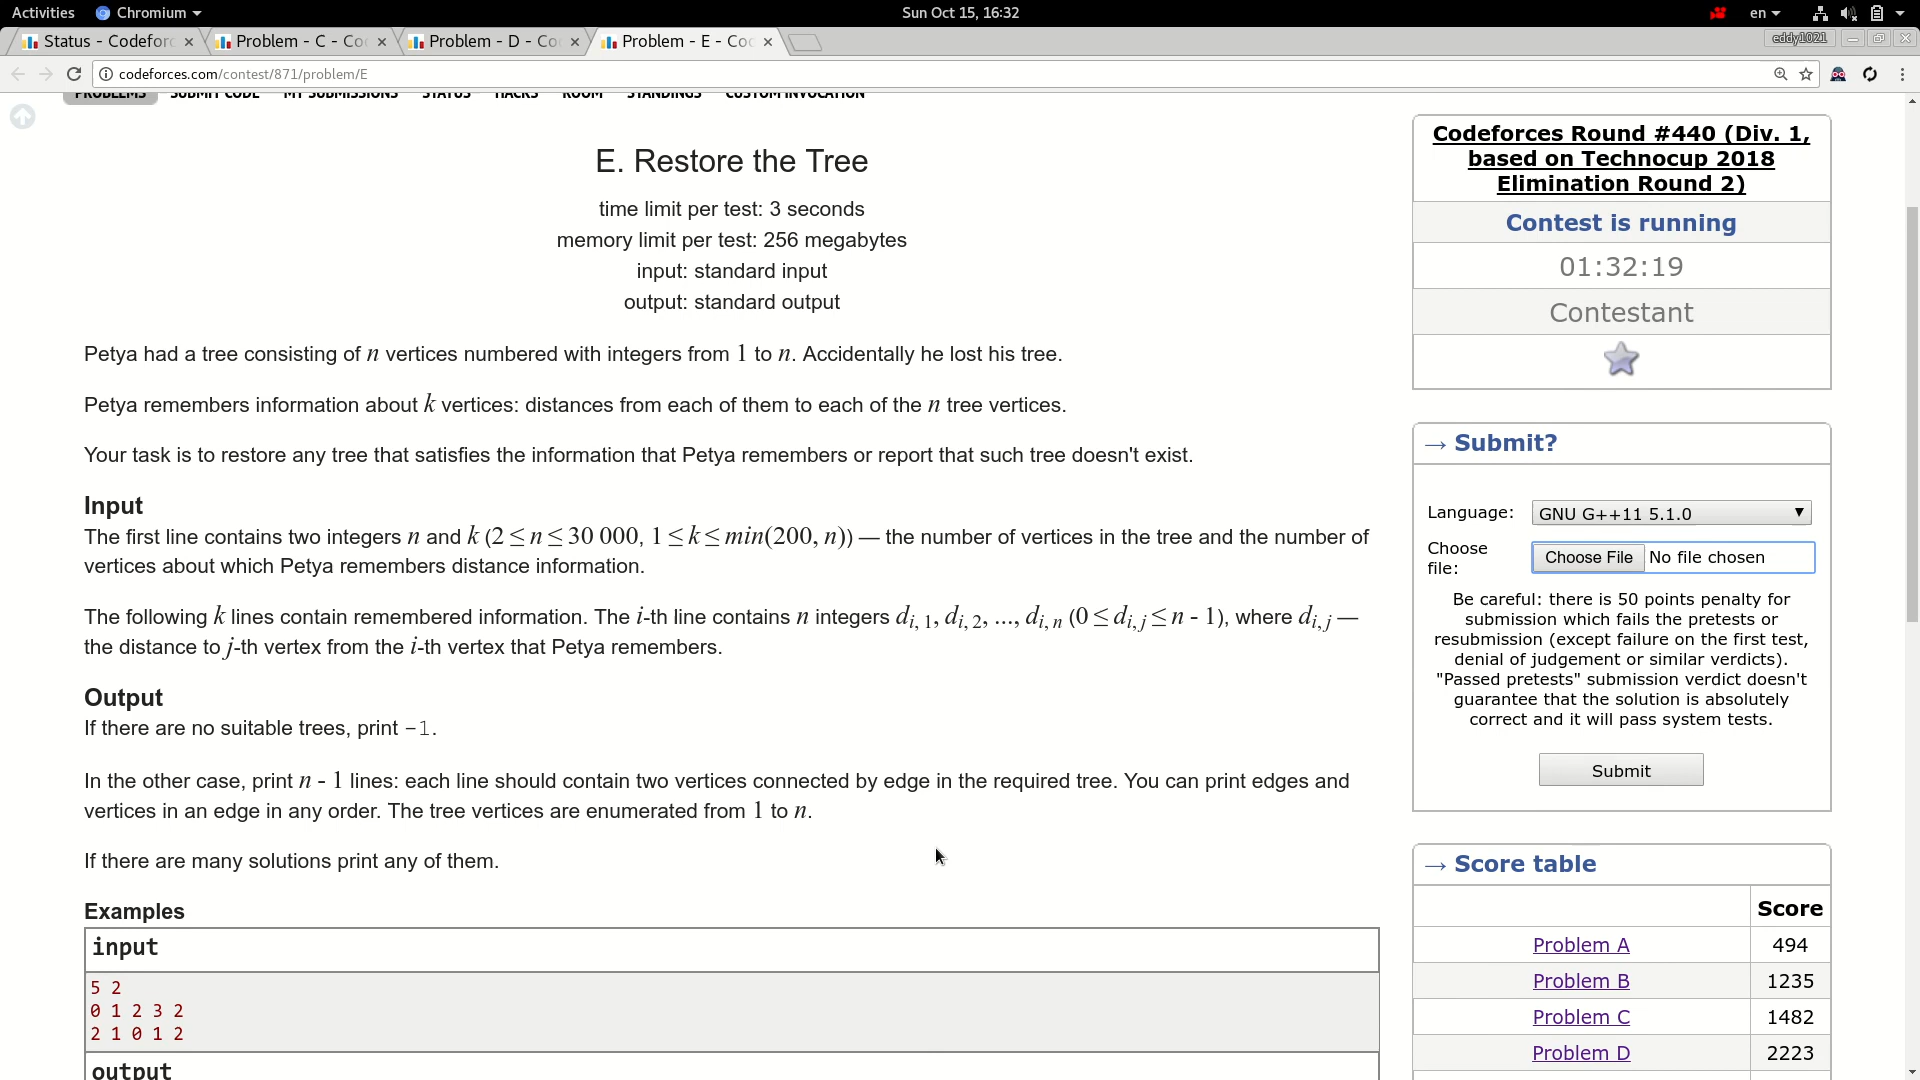 Activities Chromium Sun Oct 15, 16:32 en
Status - Codeforc Problem - C - Co Problem - D - Co Problem - E - Co eddy1021
codeforces.com/contest/871/problem/E
PROBLEMS SUBMIT CODE MY SUBMISSIONS STATUS HACKS ROOM STANDINGS CUSTOM INVOCATION
E. Restore the Tree
time limit per test: 3 seconds
memory limit per test: 256 megabytes
input: standard input
output: standard output
Petya had a tree consisting of n vertices numbered with integers from 1 to n. Accidentally he lost his tree.
Petya remembers information about k vertices: distances from each of them to each of the n tree vertices.
Your task is to restore any tree that satisfies the information that Petya remembers or report that such tree doesn't exist.
Input
The first line contains two integers n and k (2 ≤ n ≤ 30 000, 1 ≤ k ≤ min(200, n)) — the number of vertices in the tree and the number of
vertices about which Petya remembers distance information.
The following k lines contain remembered information. The i-th line contains n integers di, 1, di, 2, ..., di, n (0 ≤ di, j ≤ n - 1), where di, j —
the distance to j-th vertex from the i-th vertex that Petya remembers.
Output
If there are no suitable trees, print -1.
In the other case, print n - 1 lines: each line should contain two vertices connected by edge in the required tree. You can print edges and
vertices in an edge in any order. The tree vertices are enumerated from 1 to n.
If there are many solutions print any of them.
Examples
input
5 2
0 1 2 3 2
2 1 0 1 2
output
Codeforces Round #440 (Div. 1,
based on Technocup 2018
Elimination Round 2)
Contest is running
01:32:19
Contestant
→ Submit?
Language: GNU G++11 5.1.0
Choose
file: Choose File No file chosen
Be careful: there is 50 points penalty for
submission which fails the pretests or
resubmission (except failure on the first test,
denial of judgement or similar verdicts).
"Passed pretests" submission verdict doesn't
guarantee that the solution is absolutely
correct and it will pass system tests.
Submit
→ Score table
Score
Problem A 494
Problem B 1235
Problem C 1482
Problem D 2223